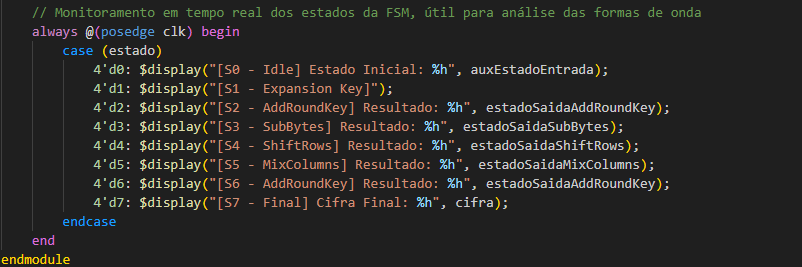 // Monitoramento em tempo real dos estados da FSM, útil para análise das formas de onda
always @(posedge clk) begin
case (estado)
4'd0: $display("[S0 - Idle] Estado Inicial: %h", auxEstadoEntrada);
4'd1: $display("[S1 - Expansion Key]");
4'd2: $display("[S2 - AddRoundKey] Resultado: %h", estadoSaidaAddRoundKey);
4'd3: $display("[S3 - SubBytes] Resultado: %h", estadoSaidaSubBytes);
4'd4: $display("[S4 - ShiftRows] Resultado: %h", estadoSaidaShiftRows);
4'd5: $display("[S5 - MixColumns] Resultado: %h", estadoSaidaMixColumns);
4'd6: $display("[S6 - AddRoundKey] Resultado: %h", estadoSaidaAddRoundKey);
4'd7: $display("[S7 - Final] Cifra Final: %h", cifra);
endcase
end
endmodule